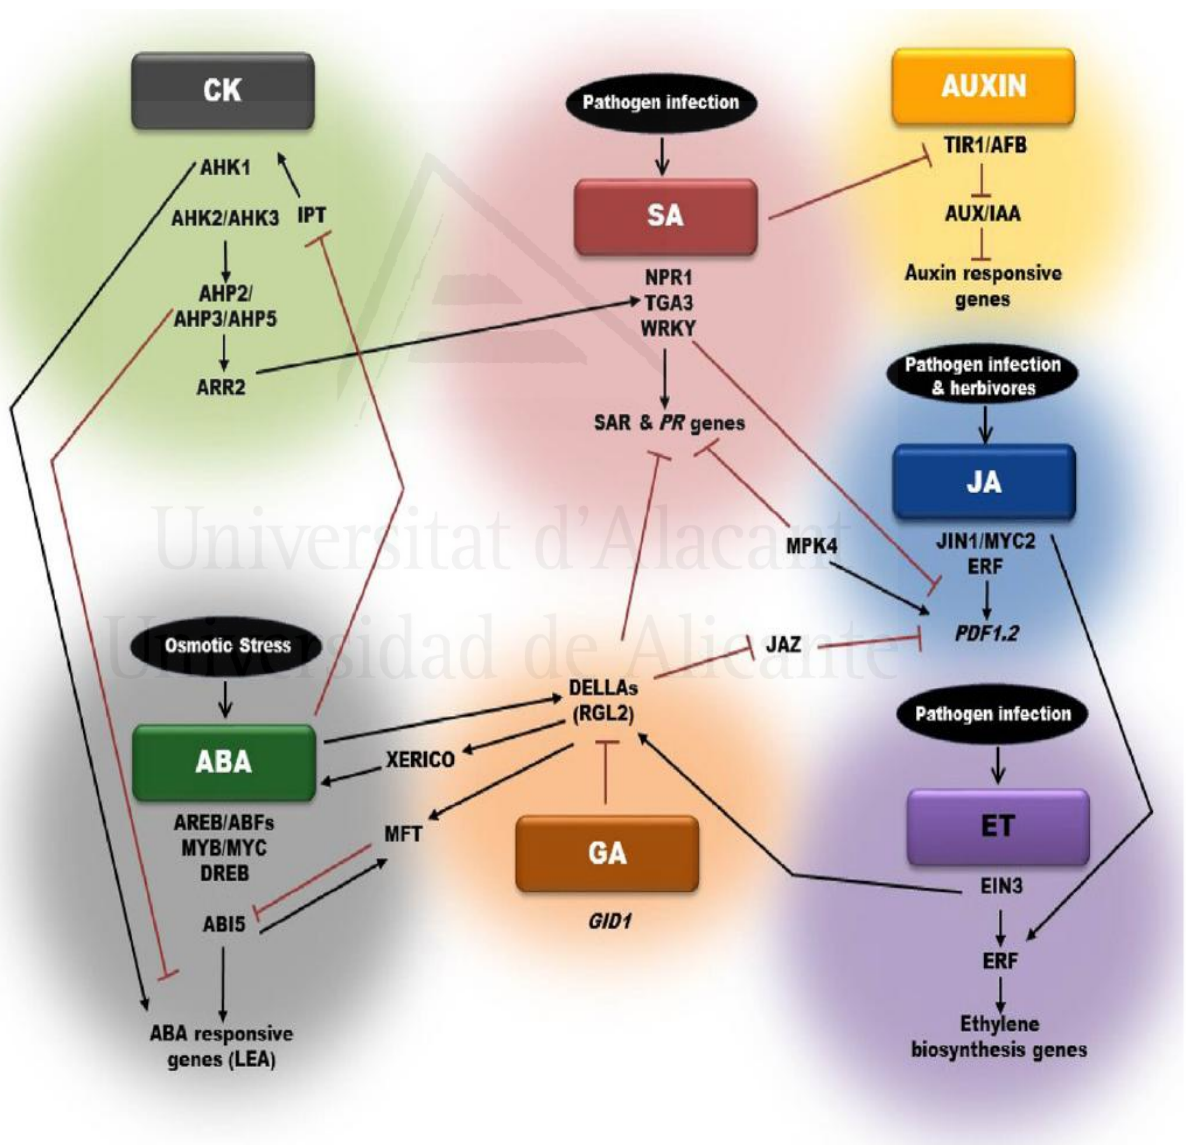 CK
AHK1
AHK2/AHK3
IPT
AHP2/
AHP3/AHP5
ARR2
Pathogen infection
SA
NPR1
TGA3
WRKY
SAR & PR genes
AUXIN
TIR1/AFB
AUX/IAA
Auxin responsive
genes
Pathogen infection
& herbivores
JA
JIN1/MYC2
ERF
PDF1.2
MPK4
JAZ
Universitat d'Alacant
Universidad de Alicante
Osmotic Stress
ABA
AREB/ABFs
MYB/MYC
DREB
ABI5
ABA responsive
genes (LEA)
XERICO
MFT
DELLAs
(RGL2)
GA
GID1
Pathogen infection
ET
EIN3
ERF
Ethylene
biosynthesis genes